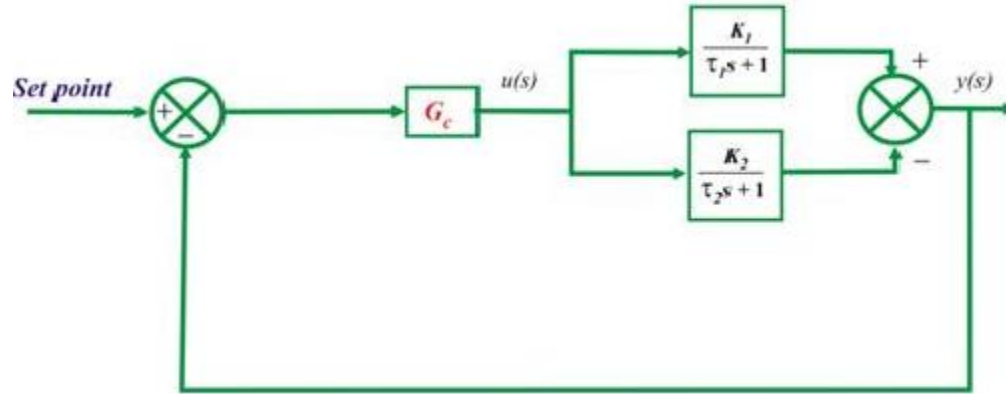 Set point
+
−
G_c
u(s)
K_1
τ_1s + 1
K_2
τ_2s + 1
+
−
y(s)